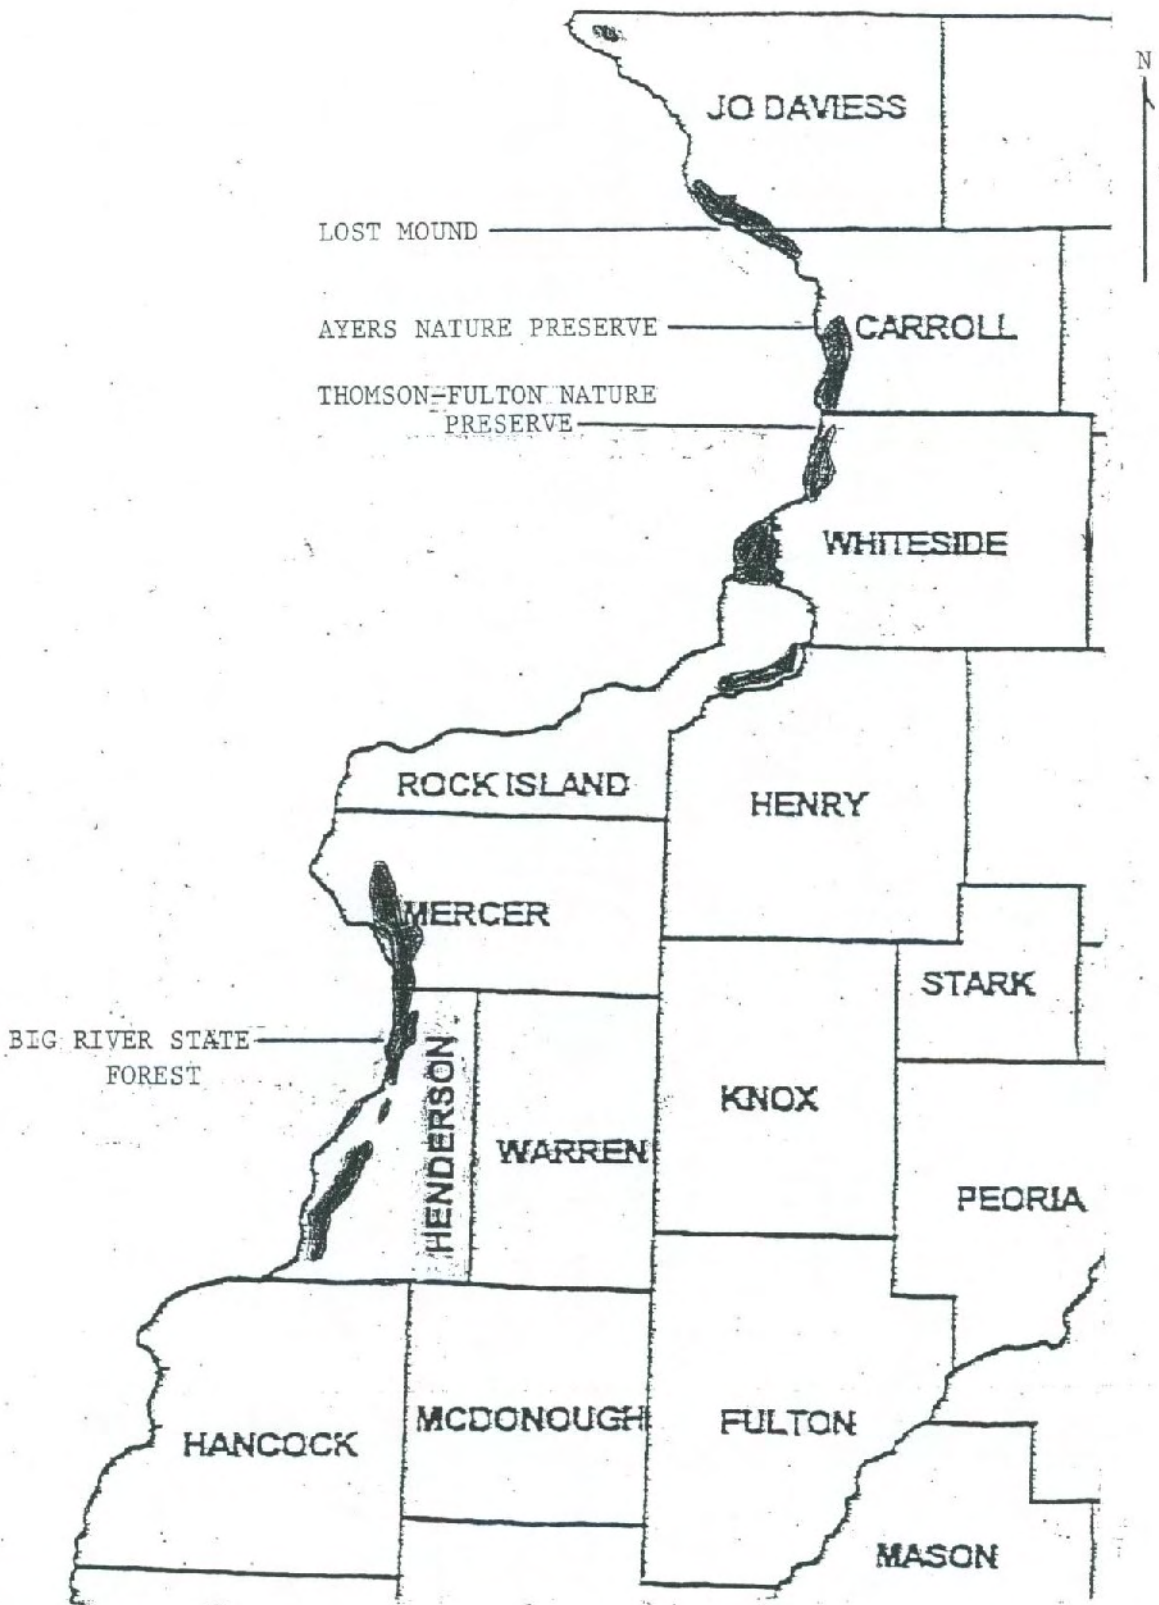 N
JO DAVIESS
LOST MOUND
AYERS NATURE PRESERVE
CARROLL
THOMSON-FULTON NATURE
PRESERVE
WHITESIDE
ROCK ISLAND
HENRY
MERCER
STARK
BIG RIVER STATE
FOREST
HENDERSON
KNOX
WARREN
PEORIA
HANCOCK
MCDONOUGH
FULTON
MASON